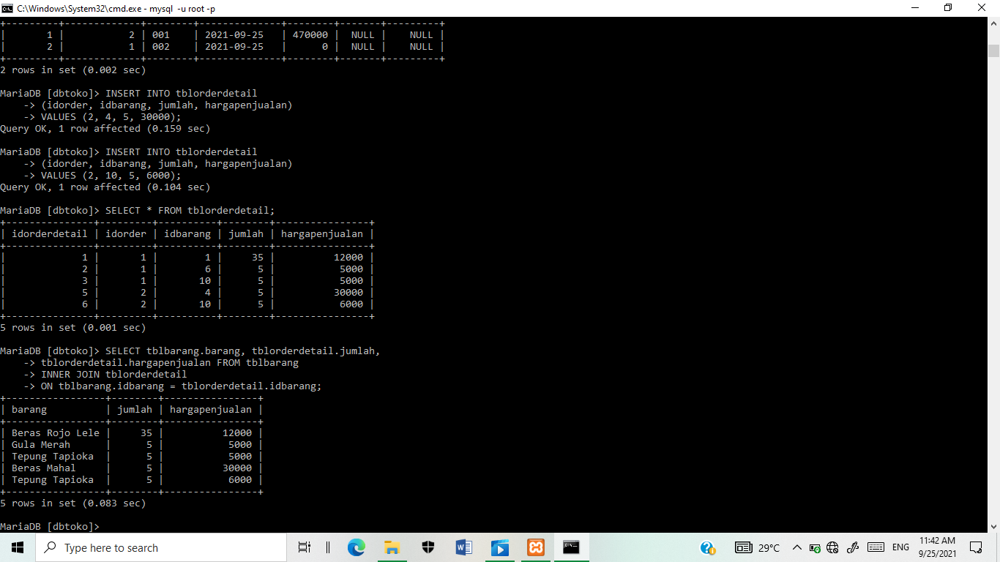 C:\Windows\System32\cmd.exe - mysql  -u root -p
+---------+-------------+--------+--------------+--------+-------+---------+
|       1 |           2 | 001    | 2021-09-25   | 470000 |  NULL |    NULL |
|       2 |           1 | 002    | 2021-09-25   |      0 |  NULL |    NULL |
+---------+-------------+--------+--------------+--------+-------+---------+
2 rows in set (0.002 sec)
MariaDB [dbtoko]> INSERT INTO tblorderdetail
    -> (idorder, idbarang, jumlah, hargapenjualan)
    -> VALUES (2, 4, 5, 30000);
Query OK, 1 row affected (0.159 sec)
MariaDB [dbtoko]> INSERT INTO tblorderdetail
    -> (idorder, idbarang, jumlah, hargapenjualan)
    -> VALUES (2, 10, 5, 6000);
Query OK, 1 row affected (0.104 sec)
MariaDB [dbtoko]> SELECT * FROM tblorderdetail;
+---------------+---------+----------+--------+----------------+
| idorderdetail | idorder | idbarang | jumlah | hargapenjualan |
+---------------+---------+----------+--------+----------------+
|             1 |       1 |        1 |     35 |          12000 |
|             2 |       1 |        6 |      5 |           5000 |
|             3 |       1 |       10 |      5 |           5000 |
|             5 |       2 |        4 |      5 |          30000 |
|             6 |       2 |       10 |      5 |           6000 |
+---------------+---------+----------+--------+----------------+
5 rows in set (0.001 sec)
MariaDB [dbtoko]> SELECT tblbarang.barang, tblorderdetail.jumlah,
    -> tblorderdetail.hargapenjualan FROM tblbarang
    -> INNER JOIN tblorderdetail
    -> ON tblbarang.idbarang = tblorderdetail.idbarang;
+-----------------+--------+----------------+
| barang          | jumlah | hargapenjualan |
+-----------------+--------+----------------+
| Beras Rojo Lele |     35 |          12000 |
| Gula Merah      |      5 |           5000 |
| Tepung Tapioka  |      5 |           5000 |
| Beras Mahal     |      5 |          30000 |
| Tepung Tapioka  |      5 |           6000 |
+-----------------+--------+----------------+
5 rows in set (0.083 sec)
MariaDB [dbtoko]>
Type here to search
29°C
ENG
11:42 AM
9/25/2021